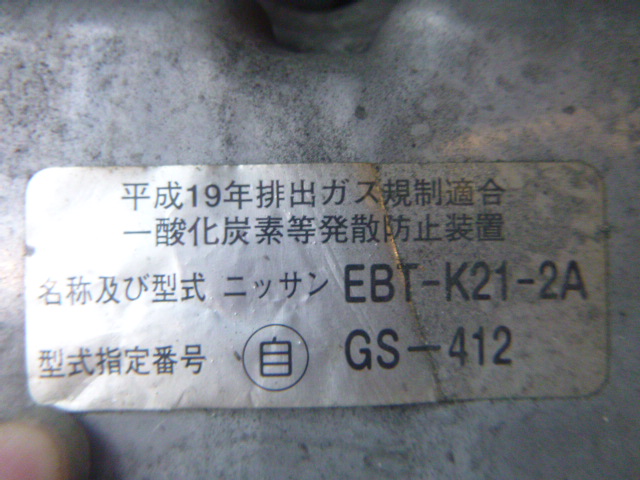 平成19年排出ガス規制適合
一酸化炭素等発散防止装置
名称及び型式 ニッサン EBT-K21-2A
型式指定番号 自 GS-412